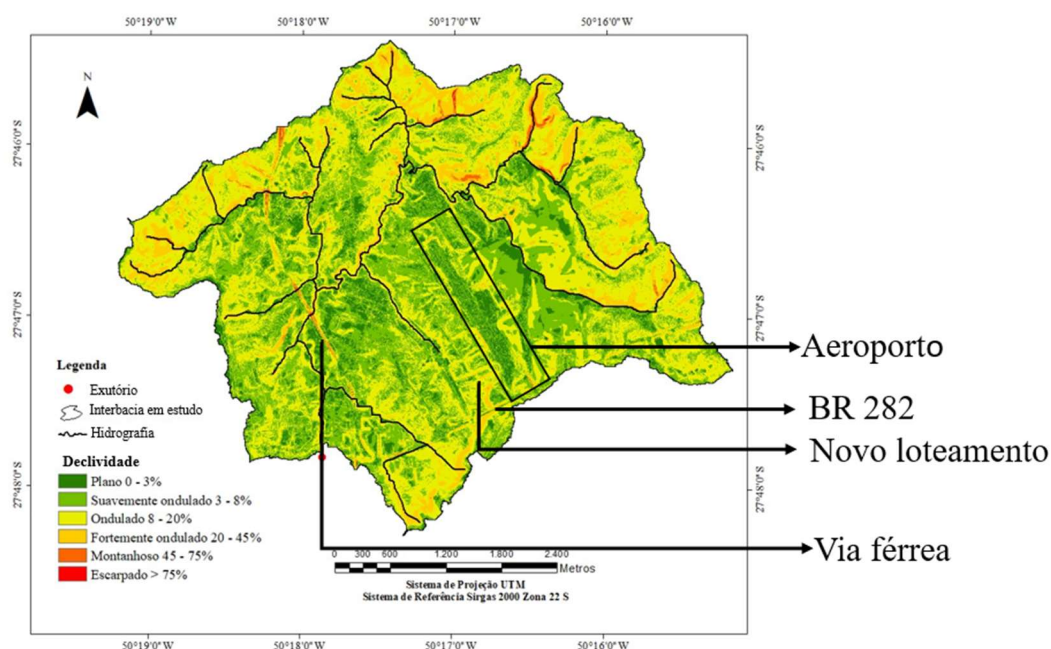 50°19'0"W 50°18'0"W 50°17'0"W 50°16'0"W
N
27°46'0"S 27°46'0"S
27°47'0"S 27°47'0"S
27°48'0"S 27°48'0"S
Aeroporto
BR 282
Novo loteamento
Via férrea
Legenda
Exutório
Interbacia em estudo
Hidrografia
Declividade
Plano 0 - 3%
Suavemente ondulado 3 - 8%
Ondulado 8 - 20%
Fortemente ondulado 20 - 45%
Montanhoso 45 - 75%
Escarpado > 75%
0 300 600 1.200 1.800 2.400
Metros
Sistema de Projeção UTM
Sistema de Referência Sirgas 2000 Zona 22 S
50°19'0"W 50°18'0"W 50°17'0"W 50°16'0"W